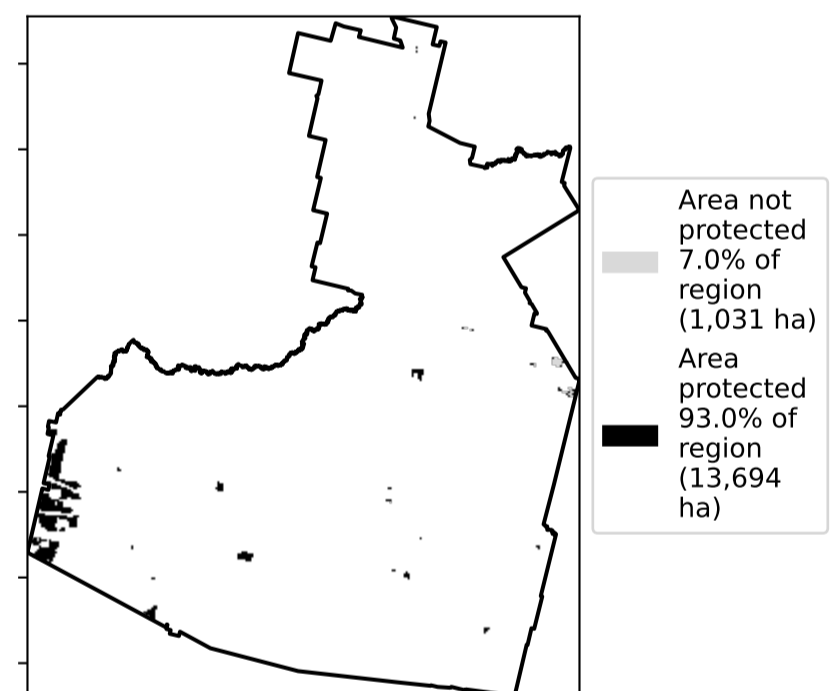 Area not
protected
7.0% of
region
(1,031 ha)
Area
protected
93.0% of
region
(13,694
ha)